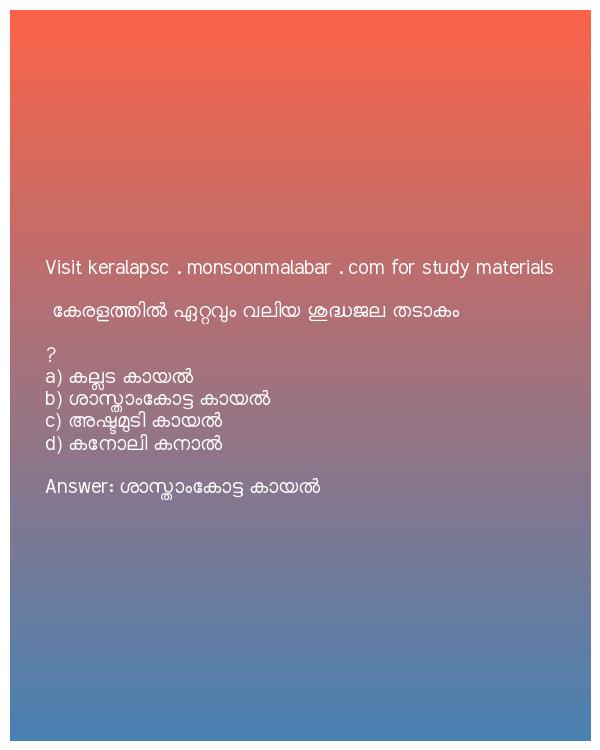 Visit keralapsc . monsoonmalabar . com for study materials
കേരളത്തിൽ ഏറ്റവും വലിയ ശുദ്ധജല തടാകം
?
a) കല്ലട കായൽ
b) ശാസ്താംകോട്ട കായൽ
c) അഷ്ടമുടി കായൽ
d) കനോലി കനാൽ
Answer: ശാസ്താംകോട്ട കായൽ